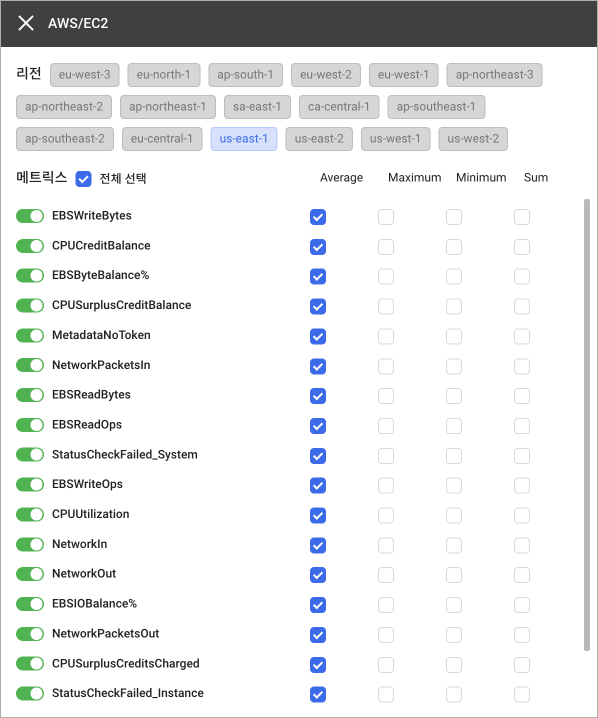 AWS/EC2
리전 eu-west-3 eu-north-1 ap-south-1 eu-west-2 eu-west-1 ap-northeast-3
ap-northeast-2 ap-northeast-1 sa-east-1 ca-central-1 ap-southeast-1
ap-southeast-2 eu-central-1 us-east-1 us-east-2 us-west-1 us-west-2
메트릭스 전체 선택 Average Maximum Minimum Sum
EBSWriteBytes
CPUCreditBalance
EBSByteBalance%
CPUSurplusCreditBalance
MetadataNoToken
NetworkPacketsIn
EBSReadBytes
EBSReadOps
StatusCheckFailed_System
EBSWriteOps
CPUUtilization
NetworkIn
NetworkOut
EBSIOBalance%
NetworkPacketsOut
CPUSurplusCreditsCharged
StatusCheckFailed_Instance